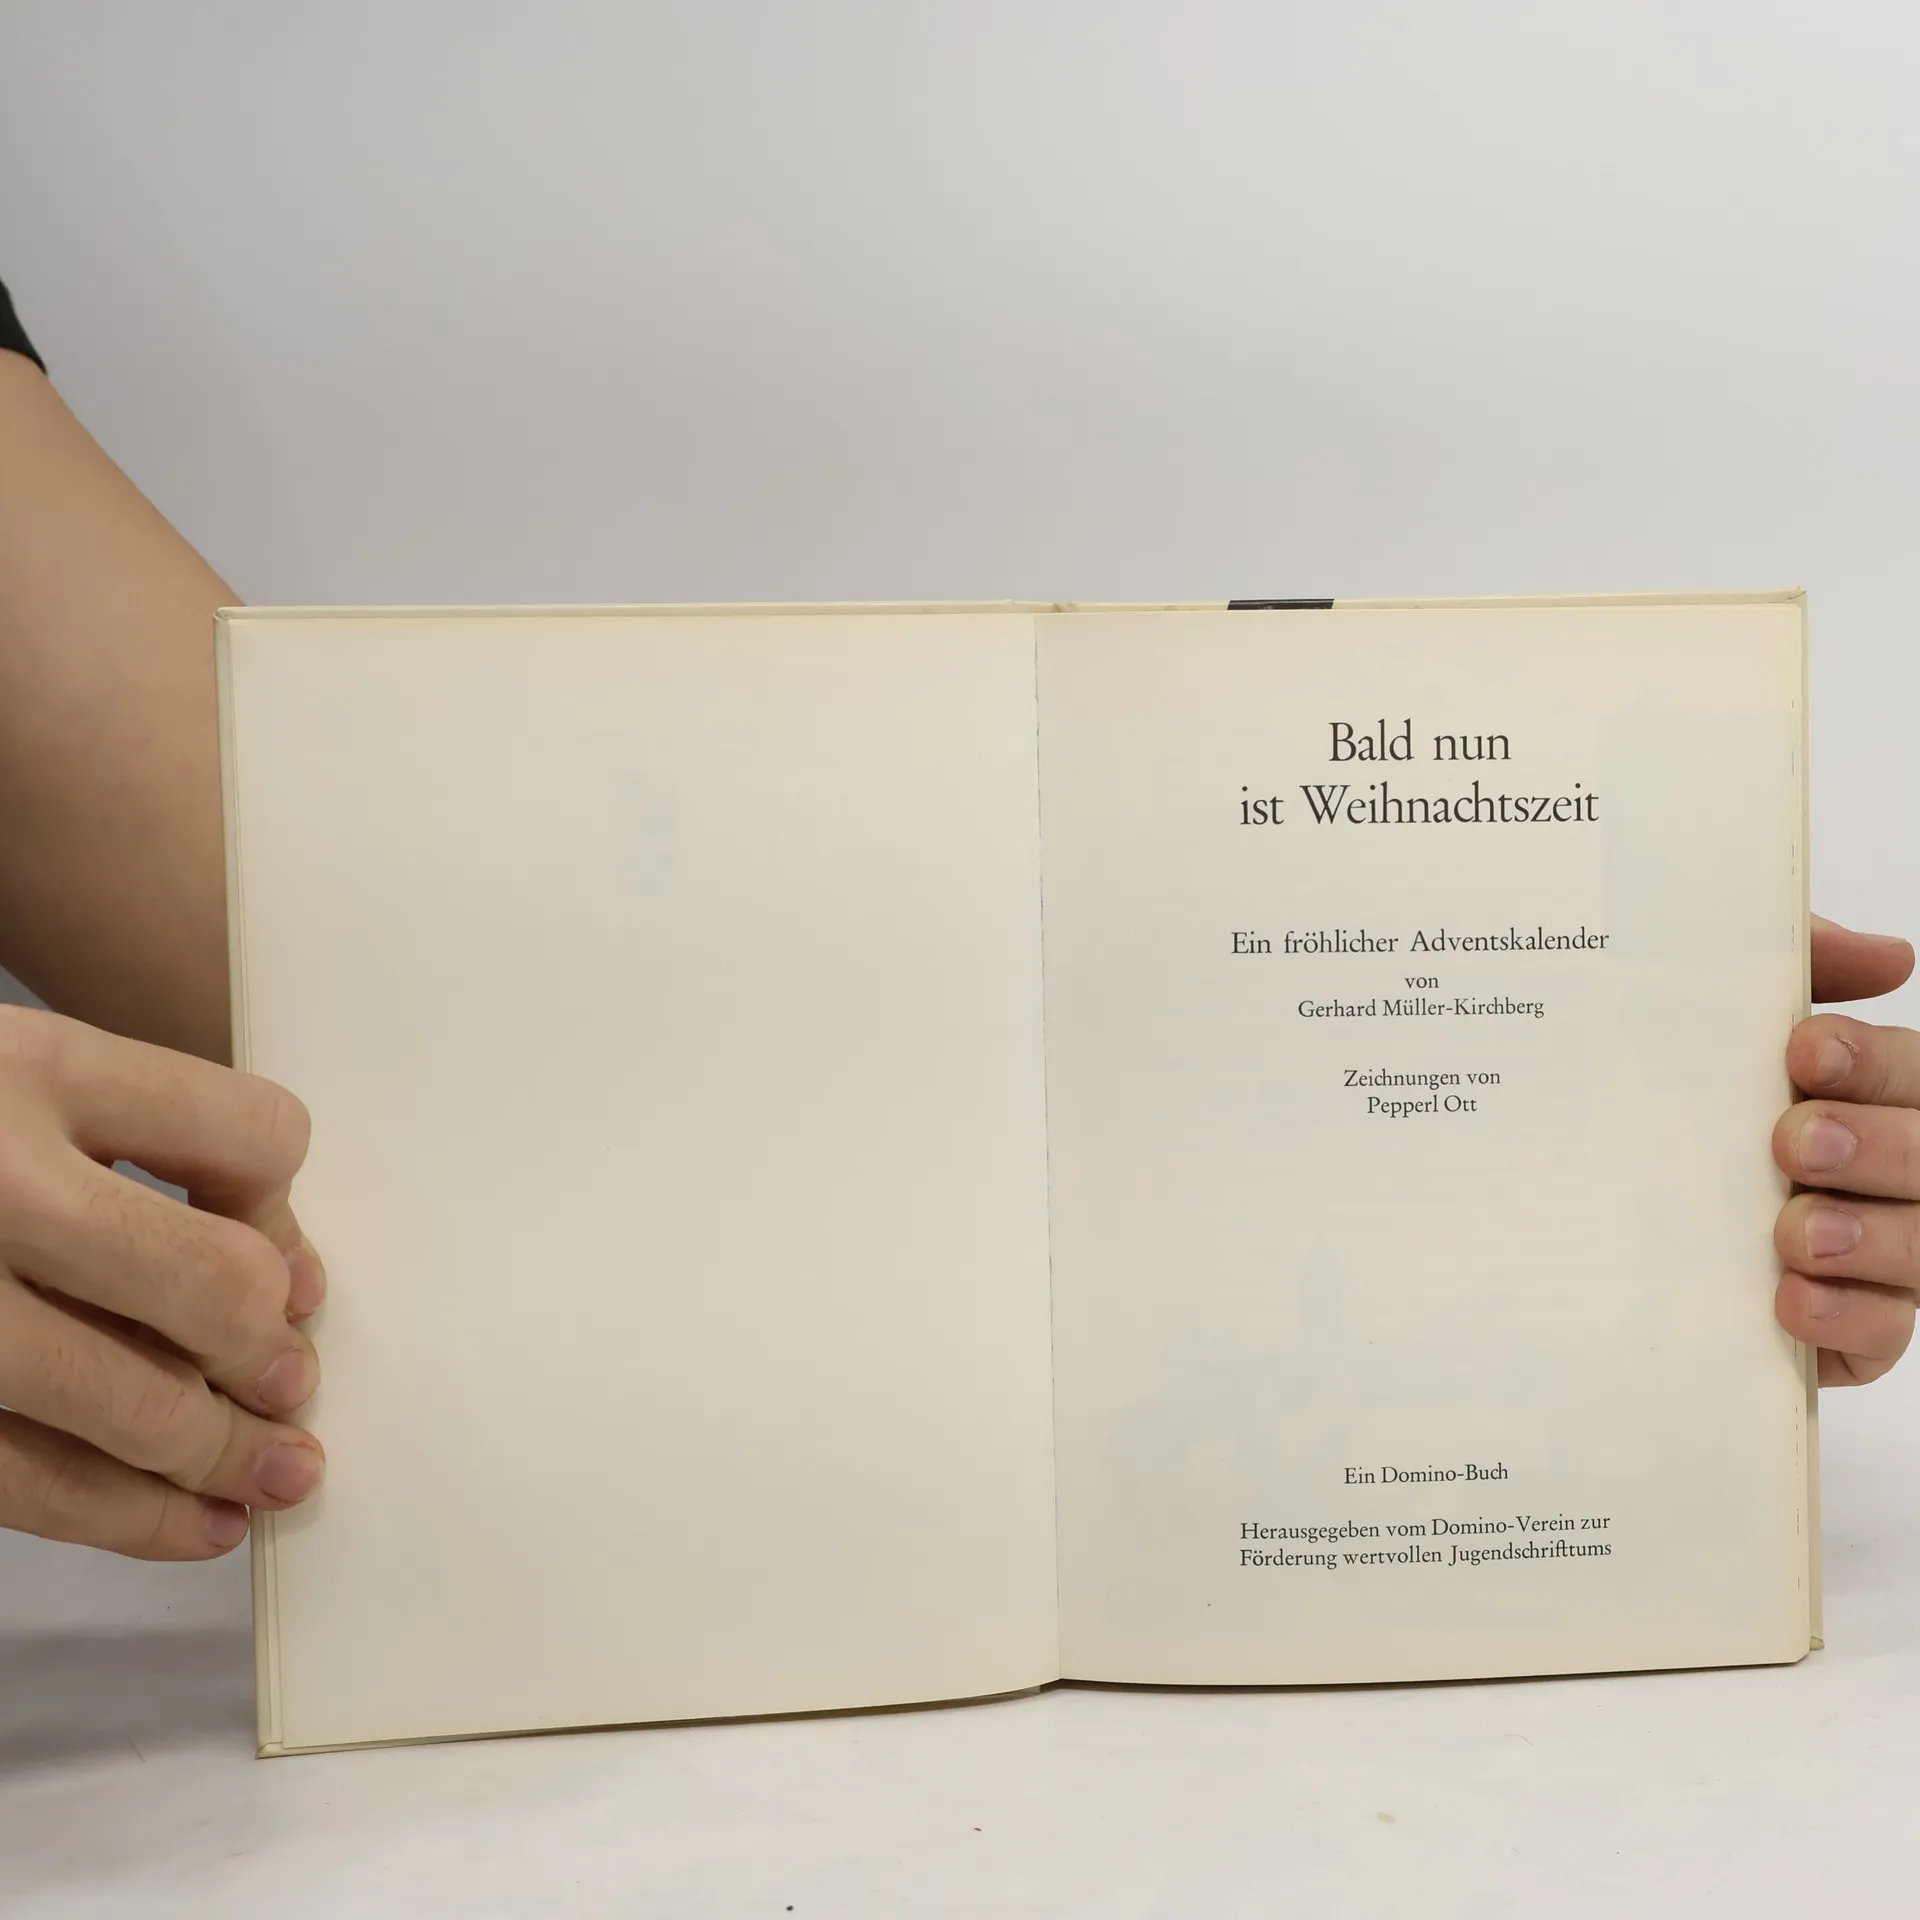 Bald nun
ist Weihnachtszeit
Ein fröhlicher Adventskalender
von
Gerhard Müller-Kirchberg
Zeichnungen von
Pepperl Ott
Ein Domino-Buch
Herausgegeben vom Domino-Verein zur
Förderung wertvollen Jugendschrifttums